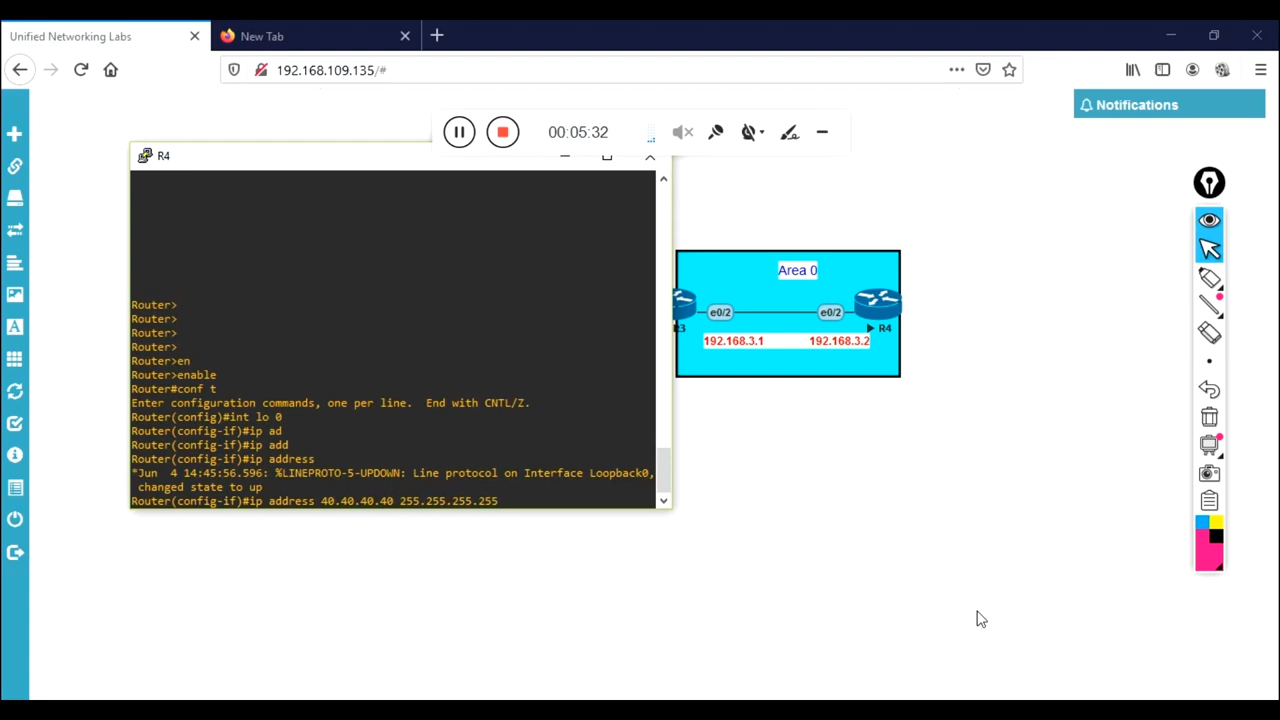 Unified Networking Labs
New Tab
192.168.109.135/#
Notifications
00:05:32
R4
Router>
Router>
Router>
Router>
Router>en
Router>enable
Router#conf t
Enter configuration commands, one per line.  End with CNTL/Z.
Router(config)#int lo 0
Router(config-if)#ip ad
Router(config-if)#ip add
Router(config-if)#ip address
*Jun  4 14:45:56.596: %LINEPROTO-5-UPDOWN: Line protocol on Interface Loopback0,
changed state to up
Router(config-if)#ip address 40.40.40.40 255.255.255.255
Area 0
e0/2 e0/2
R3 R4
192.168.3.1 192.168.3.2